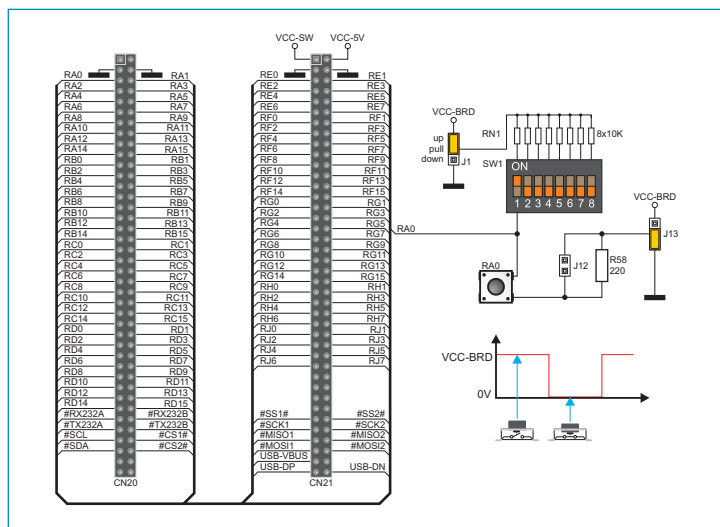 VCC-SW VCC-5V
RA0 RA1
RA2 RA3
RA4 RA5
RA6 RA7
RA8 RA9
RA10 RA11
RA12 RA13
RA14 RA15
RB0 RB1
RB2 RB3
RB4 RB5
RB6 RB7
RB8 RB9
RB10 RB11
RB12 RB13
RB14 RB15
RC0 RC1
RC2 RC3
RC4 RC5
RC6 RC7
RC8 RC9
RC10 RC11
RC12 RC13
RC14 RC15
RD0 RD1
RD2 RD3
RD4 RD5
RD6 RD7
RD8 RD9
RD10 RD11
RD12 RD13
RD14 RD15
#RX232A #RX232B
#TX232A #TX232B
#SCL #CS1#
#SDA #CS2#
CN20
RE0 RE1
RE2 RE3
RE4 RE5
RE6 RE7
RF0 RF1
RF2 RF3
RF4 RF5
RF6 RF7
RF8 RF9
RF10 RF11
RF12 RF13
RF14 RF15
RG0 RG1
RG2 RG3
RG4 RG5
RG6 RG7
RG8 RG9
RG10 RG11
RG12 RG13
RG14 RG15
RH0 RH1
RH2 RH3
RH4 RH5
RH6 RH7
RJ0 RJ1
RJ2 RJ3
RJ4 RJ5
RJ6 RJ7
#SS1# #SS2#
#SCK1 #SCK2
#MISO1 #MISO2
#MOSI1 #MOSI2
USB-VBUS
USB-DP USB-DN
CN21
VCC-BRD
up
pull
down
J1
RN1 8x10K
SW1
ON
1 2 3 4 5 6 7 8
RA0
RA0
J12
R58
220
VCC-BRD
J13
VCC-BRD
0V